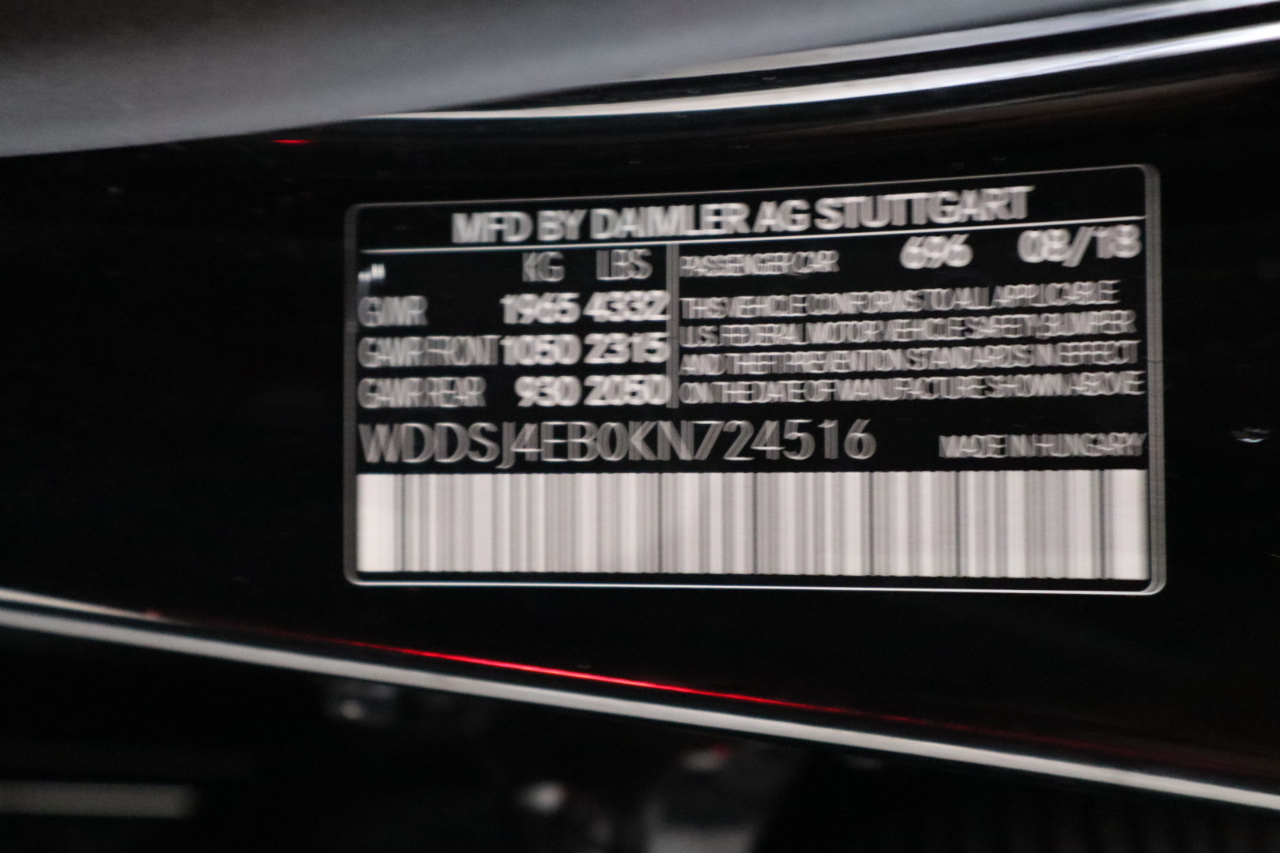 MFD BY DAIMLER AG STUTTGART
KG LBS
GVWR 1965 4332
GAWR FRONT 1050 2315
GAWR REAR 930 2050
PASSENGER CAR 696 08/18
THIS VEHICLE CONFORMS TO ALL APPLICABLE
U.S. FEDERAL MOTOR VEHICLE SAFETY, BUMPER
AND THEFT PREVENTION STANDARDS IN EFFECT
ON THE DATE OF MANUFACTURE SHOWN ABOVE
WDDSJ4EB0KN724516 MADE IN HUNGARY